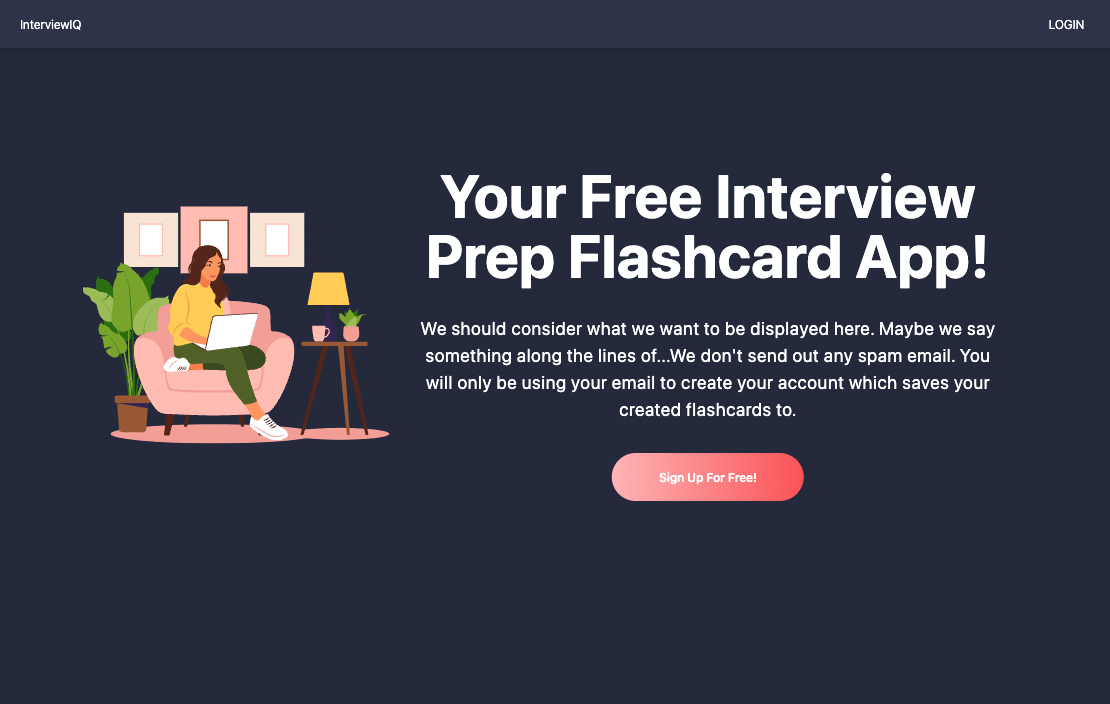 InterviewIQ
LOGIN
Your Free Interview
Prep Flashcard App!
We should consider what we want to be displayed here. Maybe we say
something along the lines of...We don't send out any spam email. You
will only be using your email to create your account which saves your
created flashcards to.
Sign Up For Free!